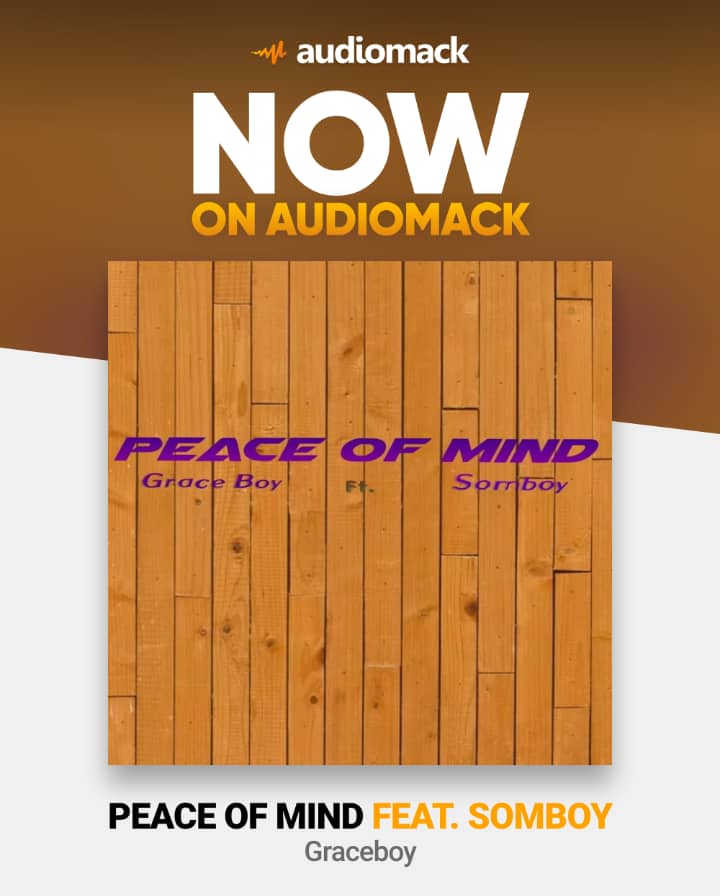 audiomack
NOW
ON AUDIOMACK
PEACE OF MIND
Grace Boy Ft. Somboy
PEACE OF MIND FEAT. SOMBOY
Graceboy